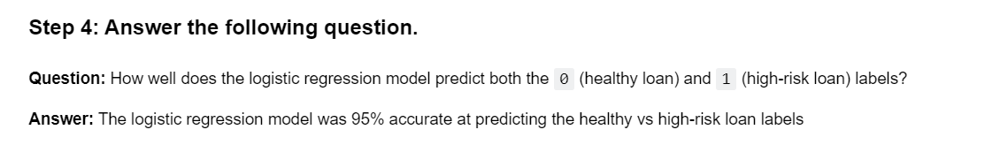 Step 4: Answer the following question.
Question: How well does the logistic regression model predict both the 0 (healthy loan) and 1 (high-risk loan) labels?
Answer: The logistic regression model was 95% accurate at predicting the healthy vs high-risk loan labels